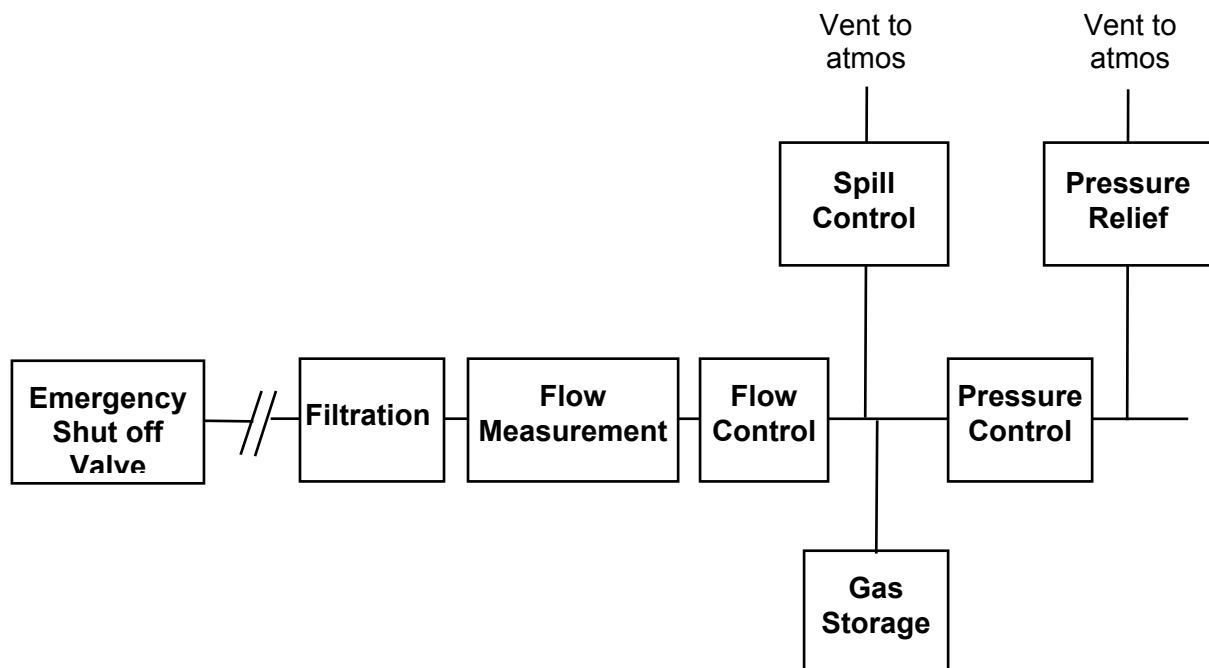 Vent to
atmos
Vent to
atmos
Spill
Control
Pressure
Relief
Emergency
Shut off
Valve
Filtration
Flow
Measurement
Flow
Control
Pressure
Control
Gas
Storage